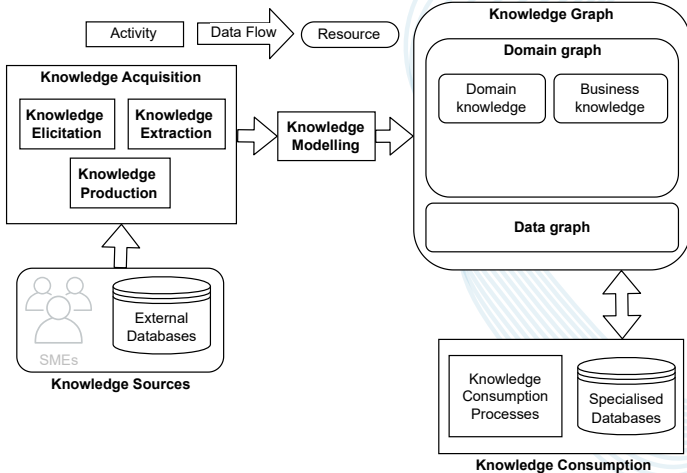 Activity
Data Flow
Resource
Knowledge Acquisition
Knowledge
Elicitation
Knowledge
Extraction
Knowledge
Production
Knowledge
Modelling
Knowledge Graph
Domain graph
Domain
knowledge
Business
knowledge
Data graph
SMEs
External
Databases
Knowledge Sources
Knowledge
Consumption
Processes
Specialised
Databases
Knowledge Consumption